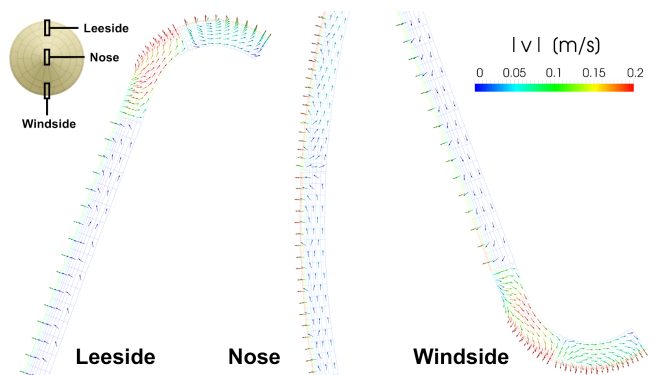 Leeside
Nose
Windside
|v| (m/s)
0 0.05 0.1 0.15 0.2
Leeside
Nose
Windside